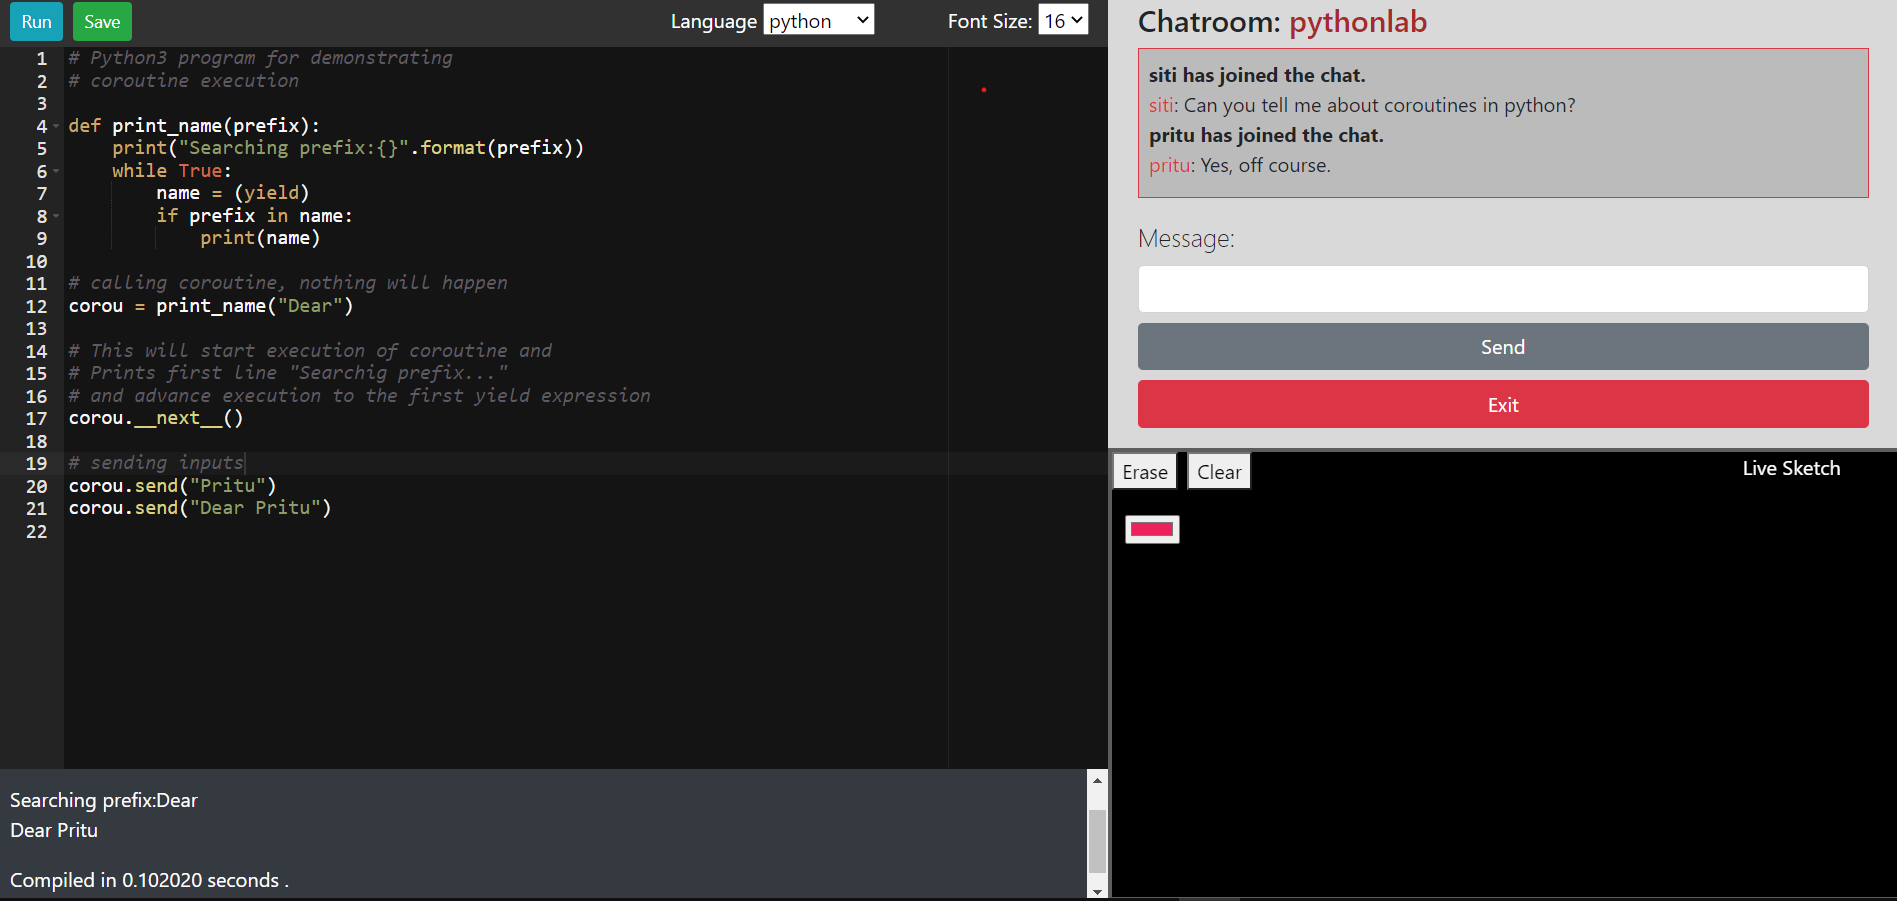 Run Save Language python Font Size: 16
1 # Python3 program for demonstrating
2 # coroutine execution
3
4 def print_name(prefix):
5     print("Searching prefix:{}".format(prefix))
6     while True:
7         name = (yield)
8         if prefix in name:
9             print(name)
10
11 # calling coroutine, nothing will happen
12 corou = print_name("Dear")
13
14 # This will start execution of coroutine and
15 # Prints first line "Searchig prefix..."
16 # and advance execution to the first yield expression
17 corou.__next__()
18
19 # sending inputs
20 corou.send("Pritu")
21 corou.send("Dear Pritu")
22
Searching prefix:Dear
Dear Pritu
Compiled in 0.102020 seconds .
Chatroom: pythonlab
siti has joined the chat.
siti: Can you tell me about coroutines in python?
pritu has joined the chat.
pritu: Yes, off course.
Message:
Send
Exit
Erase Clear Live Sketch